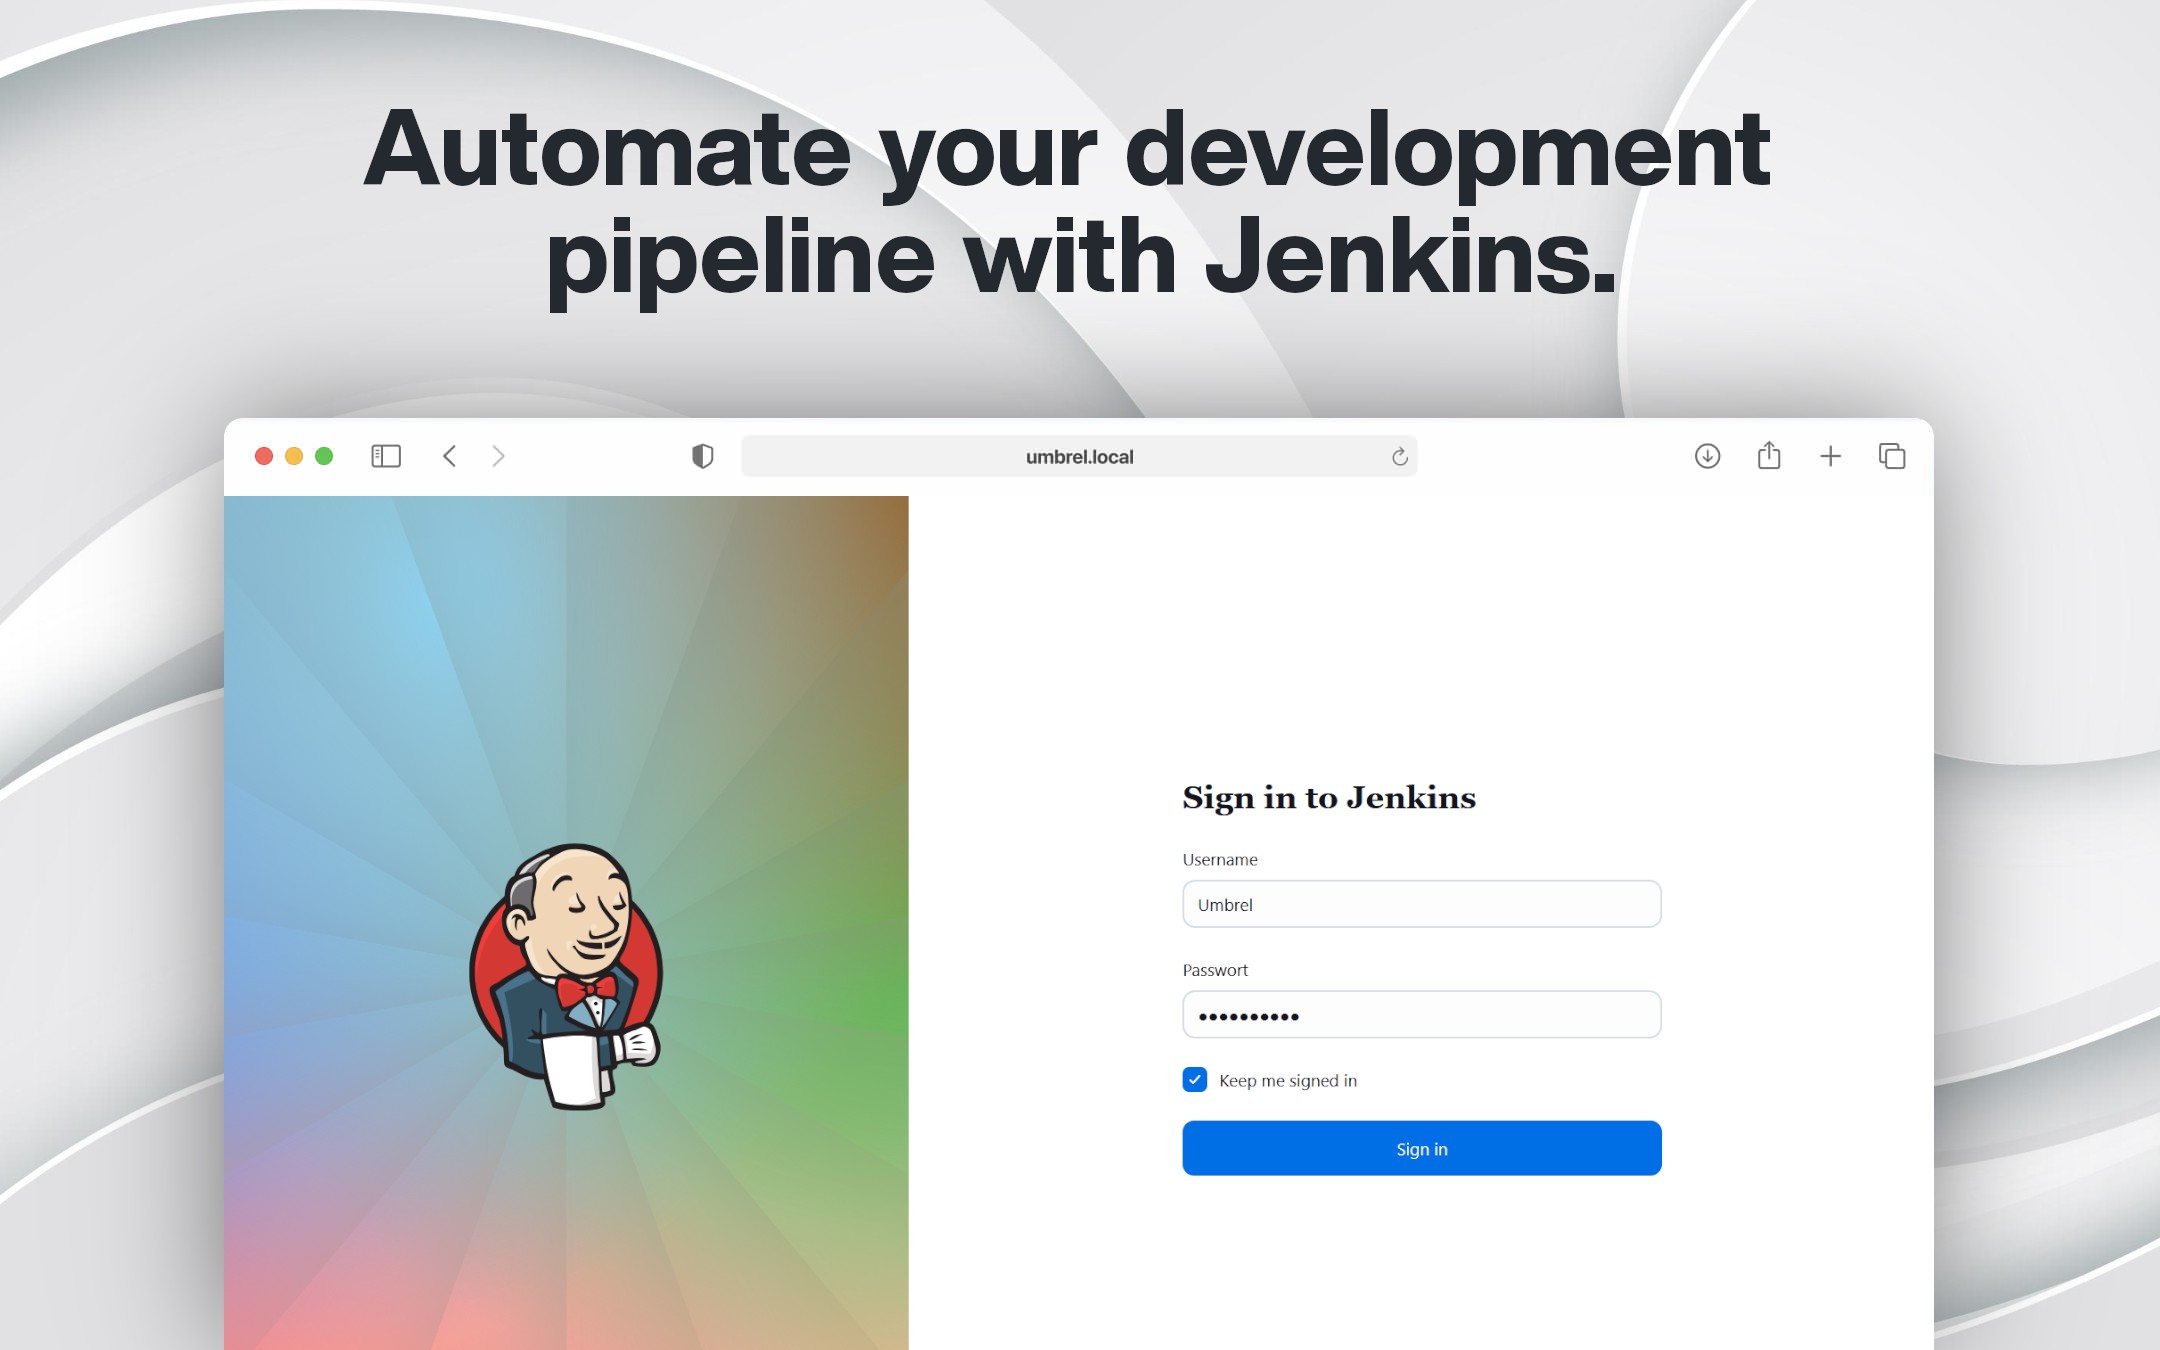 Automate your development
pipeline with Jenkins.
umbrel.local
Sign in to Jenkins
Username
Umbrel
Passwort
••••••••••
Keep me signed in
Sign in